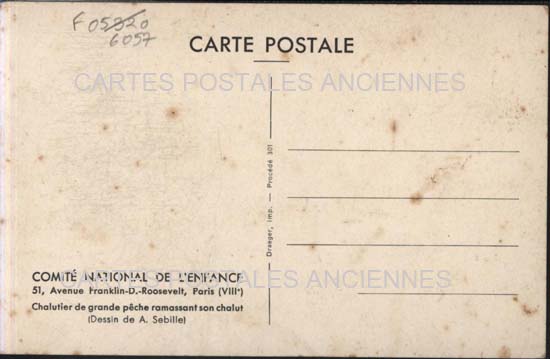 F 05820
6057
CARTE POSTALE
CARTES POSTALES ANCIENNES
Draeger, Imp. — Procédé 301
COMITÉ NATIONAL DE L'ENFANCE
CARTES POSTALES ANCIENNES
51, Avenue Franklin-D.-Roosevelt, Paris (VIIIe)
Chalutier de grande pêche ramassant son chalut
(Dessin de A. Sebille)